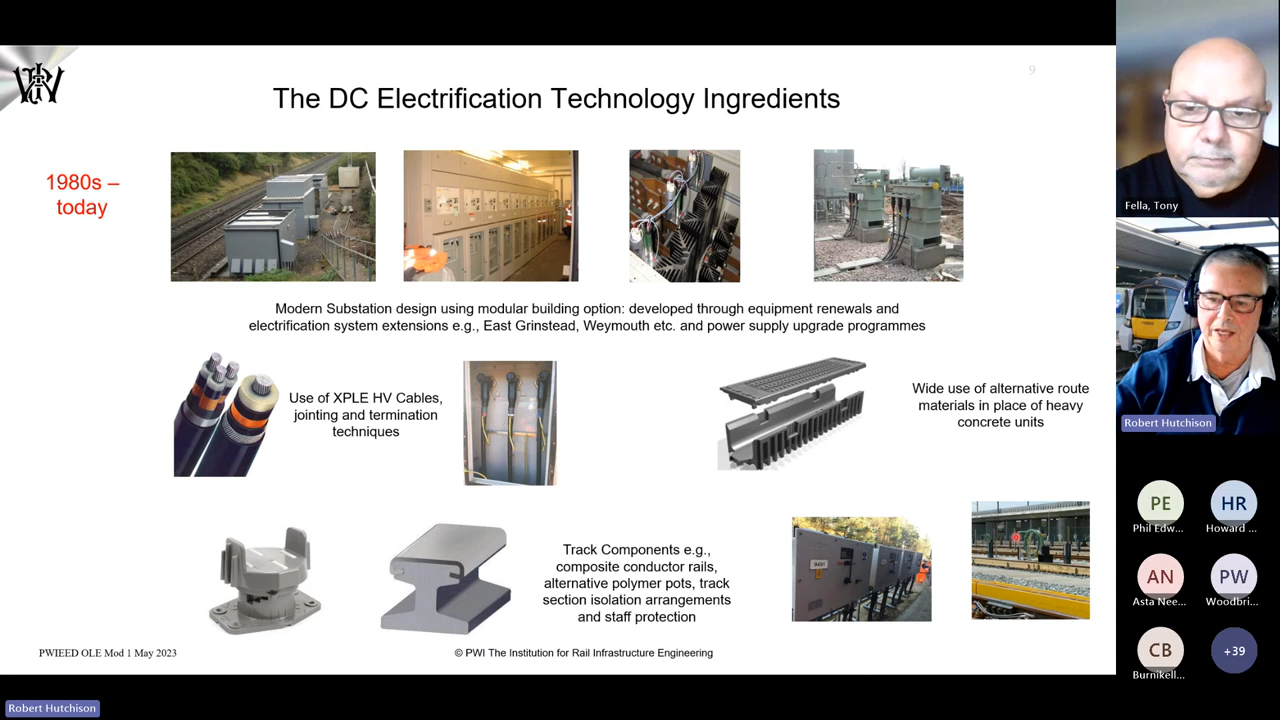 9
The DC Electrification Technology Ingredients
1980s –
today
Modern Substation design using modular building option: developed through equipment renewals and
electrification system extensions e.g., East Grinstead, Weymouth etc. and power supply upgrade programmes
Use of XPLE HV Cables,
jointing and termination
techniques
Wide use of alternative route
materials in place of heavy
concrete units
Track Components e.g.,
composite conductor rails,
alternative polymer pots, track
section isolation arrangements
and staff protection
PWIEED OLE Mod 1 May 2023
© PWI The Institution for Rail Infrastructure Engineering
Robert Hutchison
Fella, Tony
Robert Hutchison
PE
Phil Edw...
HR
Howard ...
AN
Asta Nee...
PW
Woodbri...
CB
Burnikell...
+39